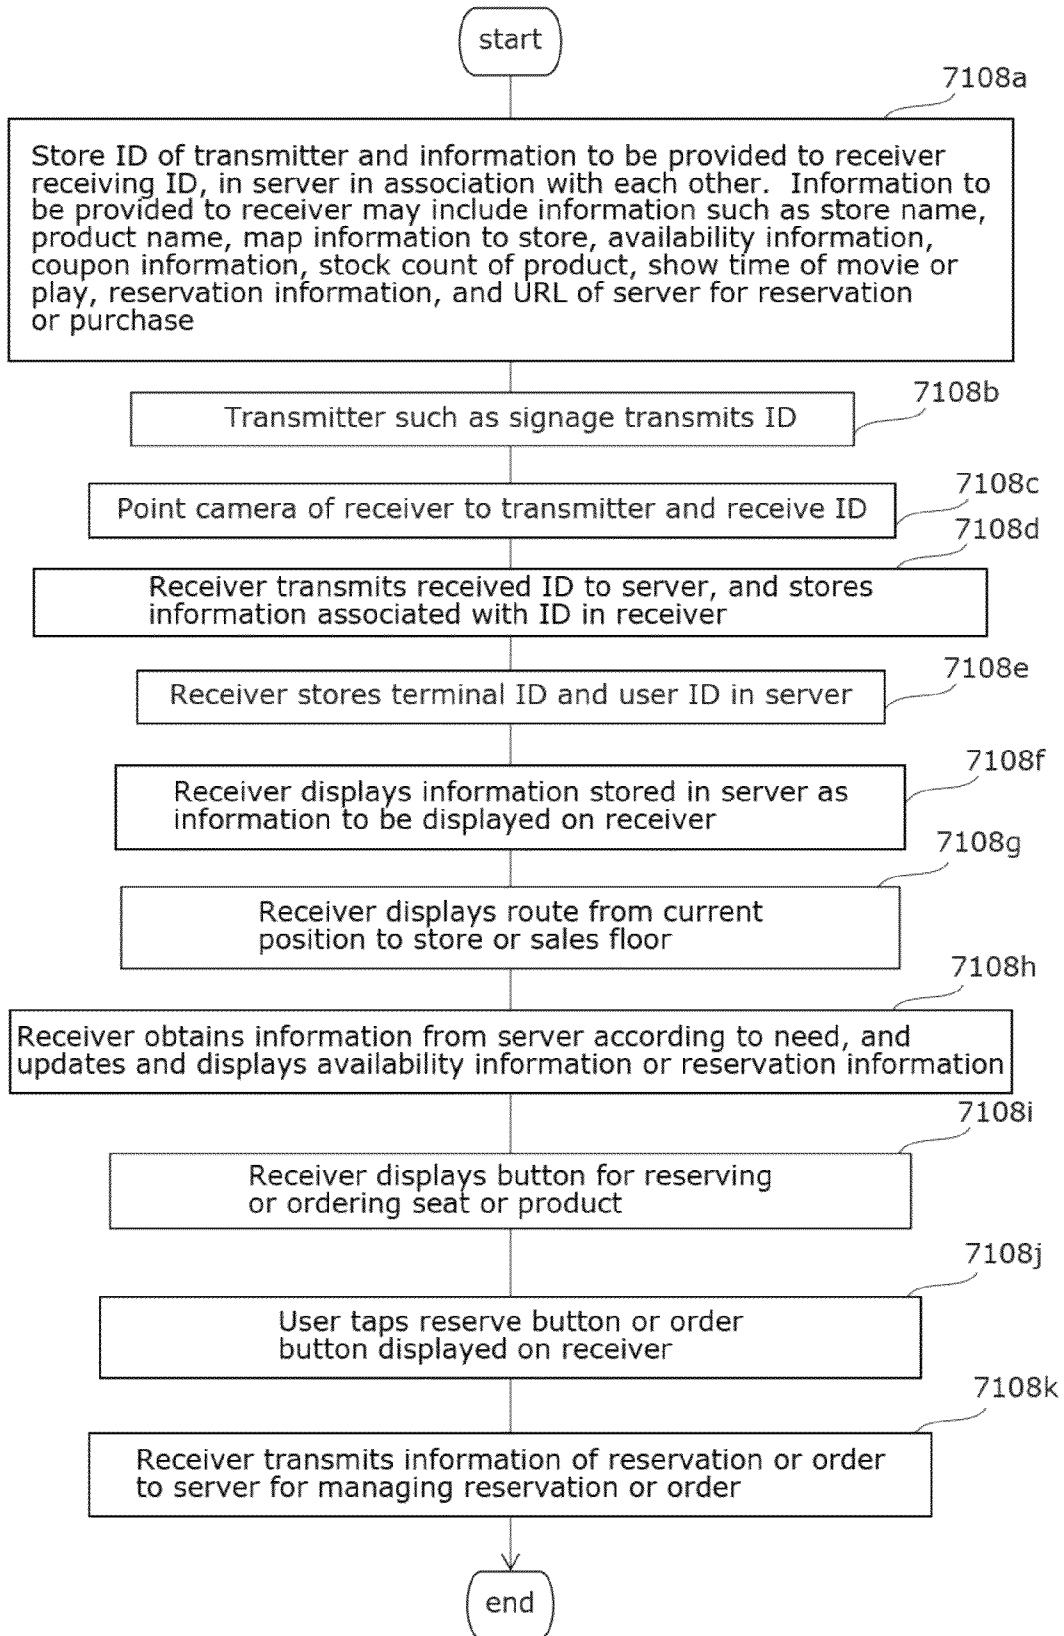 start
7108a
Store ID of transmitter and information to be provided to receiver
receiving ID, in server in association with each other. Information to
be provided to receiver may include information such as store name,
product name, map information to store, availability information,
coupon information, stock count of product, show time of movie or
play, reservation information, and URL of server for reservation
or purchase
7108b
Transmitter such as signage transmits ID
7108c
Point camera of receiver to transmitter and receive ID
7108d
Receiver transmits received ID to server, and stores
information associated with ID in receiver
7108e
Receiver stores terminal ID and user ID in server
7108f
Receiver displays information stored in server as
information to be displayed on receiver
7108g
Receiver displays route from current
position to store or sales floor
7108h
Receiver obtains information from server according to need, and
updates and displays availability information or reservation information
7108i
Receiver displays button for reserving
or ordering seat or product
7108j
User taps reserve button or order
button displayed on receiver
7108k
Receiver transmits information of reservation or order
to server for managing reservation or order
end